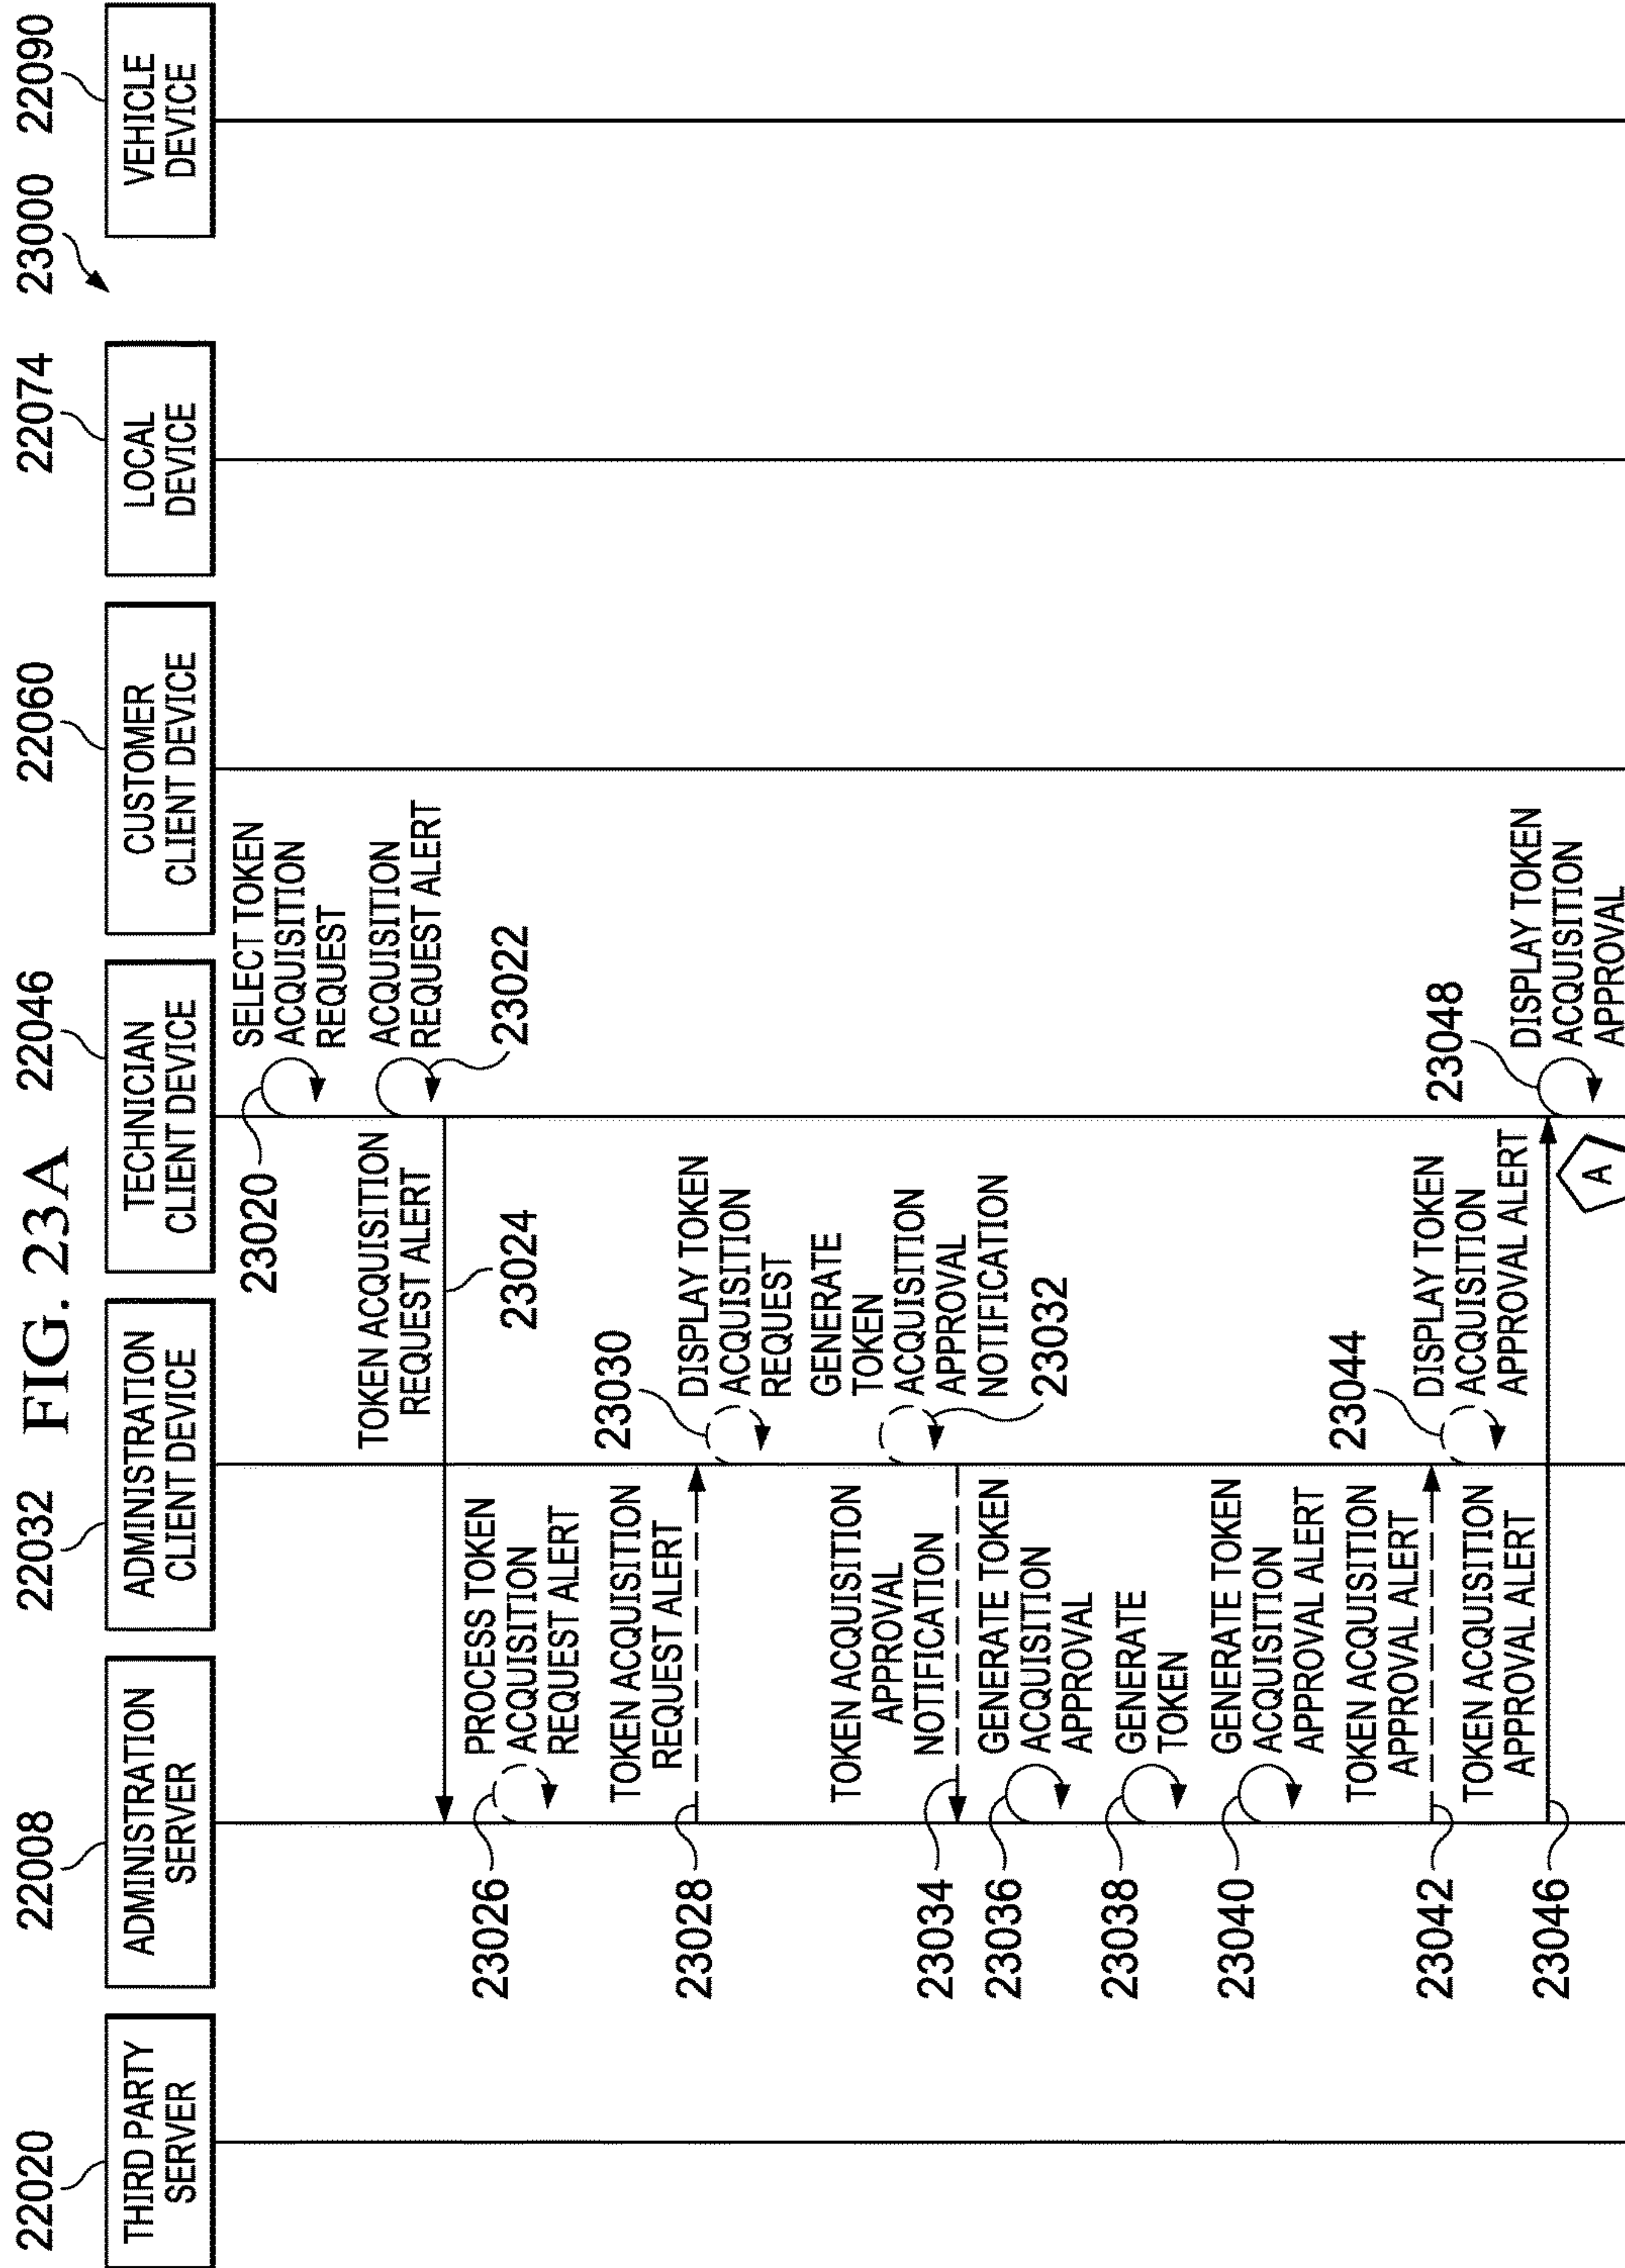 FIG. 23A
23000
22020
22008
22032
22046
22060
22074
22090
THIRD PARTY
SERVER
ADMINISTRATION
SERVER
ADMINISTRATION
CLIENT DEVICE
TECHNICIAN
CLIENT DEVICE
CUSTOMER
CLIENT DEVICE
LOCAL
DEVICE
VEHICLE
DEVICE
23020
SELECT TOKEN
ACQUISITION
REQUEST
ACQUISITION
REQUEST ALERT
23022
TOKEN ACQUISITION
REQUEST ALERT
23024
23026
PROCESS TOKEN
ACQUISITION
REQUEST ALERT
TOKEN ACQUISITION
REQUEST ALERT
23028
23030
DISPLAY TOKEN
ACQUISITION
REQUEST
GENERATE
TOKEN
ACQUISITION
APPROVAL
NOTIFICATION
23032
TOKEN ACQUISITION
APPROVAL
NOTIFICATION
23034
23036
GENERATE TOKEN
ACQUISITION
APPROVAL
23038
GENERATE
TOKEN
23040
GENERATE TOKEN
ACQUISITION
APPROVAL ALERT
TOKEN ACQUISITION
APPROVAL ALERT
23042
23044
DISPLAY TOKEN
ACQUISITION
APPROVAL ALERT
TOKEN ACQUISITION
APPROVAL ALERT
23046
23048
DISPLAY TOKEN
ACQUISITION
APPROVAL
A